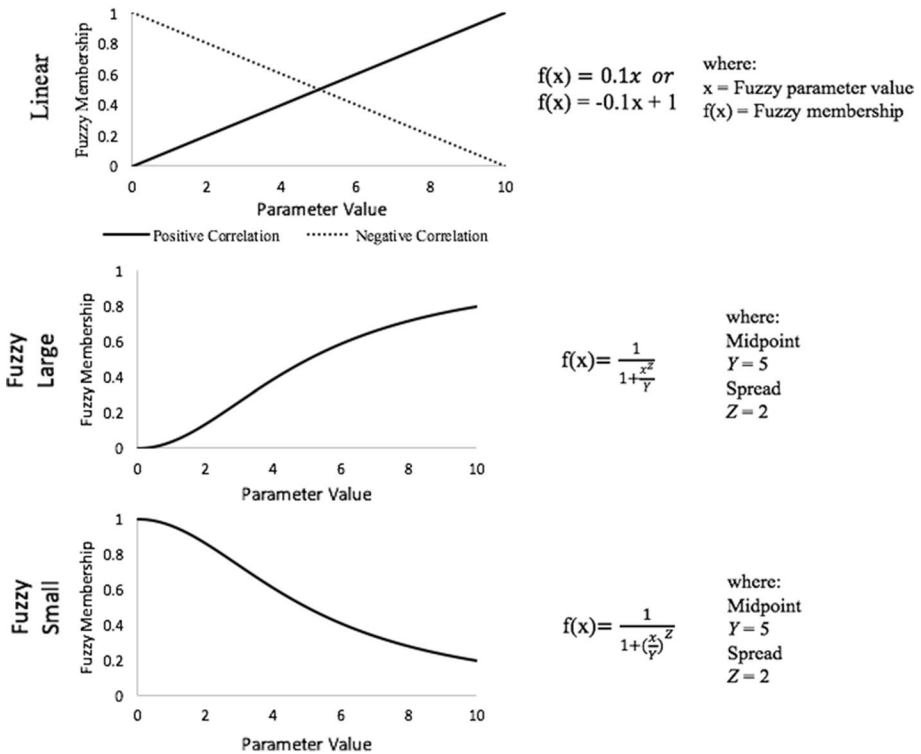 Linear
Fuzzy Membership
1
0.8
0.6
0.4
0.2
0
0 2 4 6 8 10
Parameter Value
Positive Correlation Negative Correlation
f(x) = 0.1x or
f(x) = -0.1x + 1
where:
x = Fuzzy parameter value
f(x) = Fuzzy membership
Fuzzy
Large
Fuzzy Membership
1
0.8
0.6
0.4
0.2
0
0 2 4 6 8 10
Parameter Value
f(x)= 1/(1+x^Z/Y)
where:
Midpoint
Y = 5
Spread
Z = 2
Fuzzy
Small
Fuzzy Membership
1
0.8
0.6
0.4
0.2
0
0 2 4 6 8 10
Parameter Value
f(x)= 1/(1+(x/Y)^Z)
where:
Midpoint
Y = 5
Spread
Z = 2